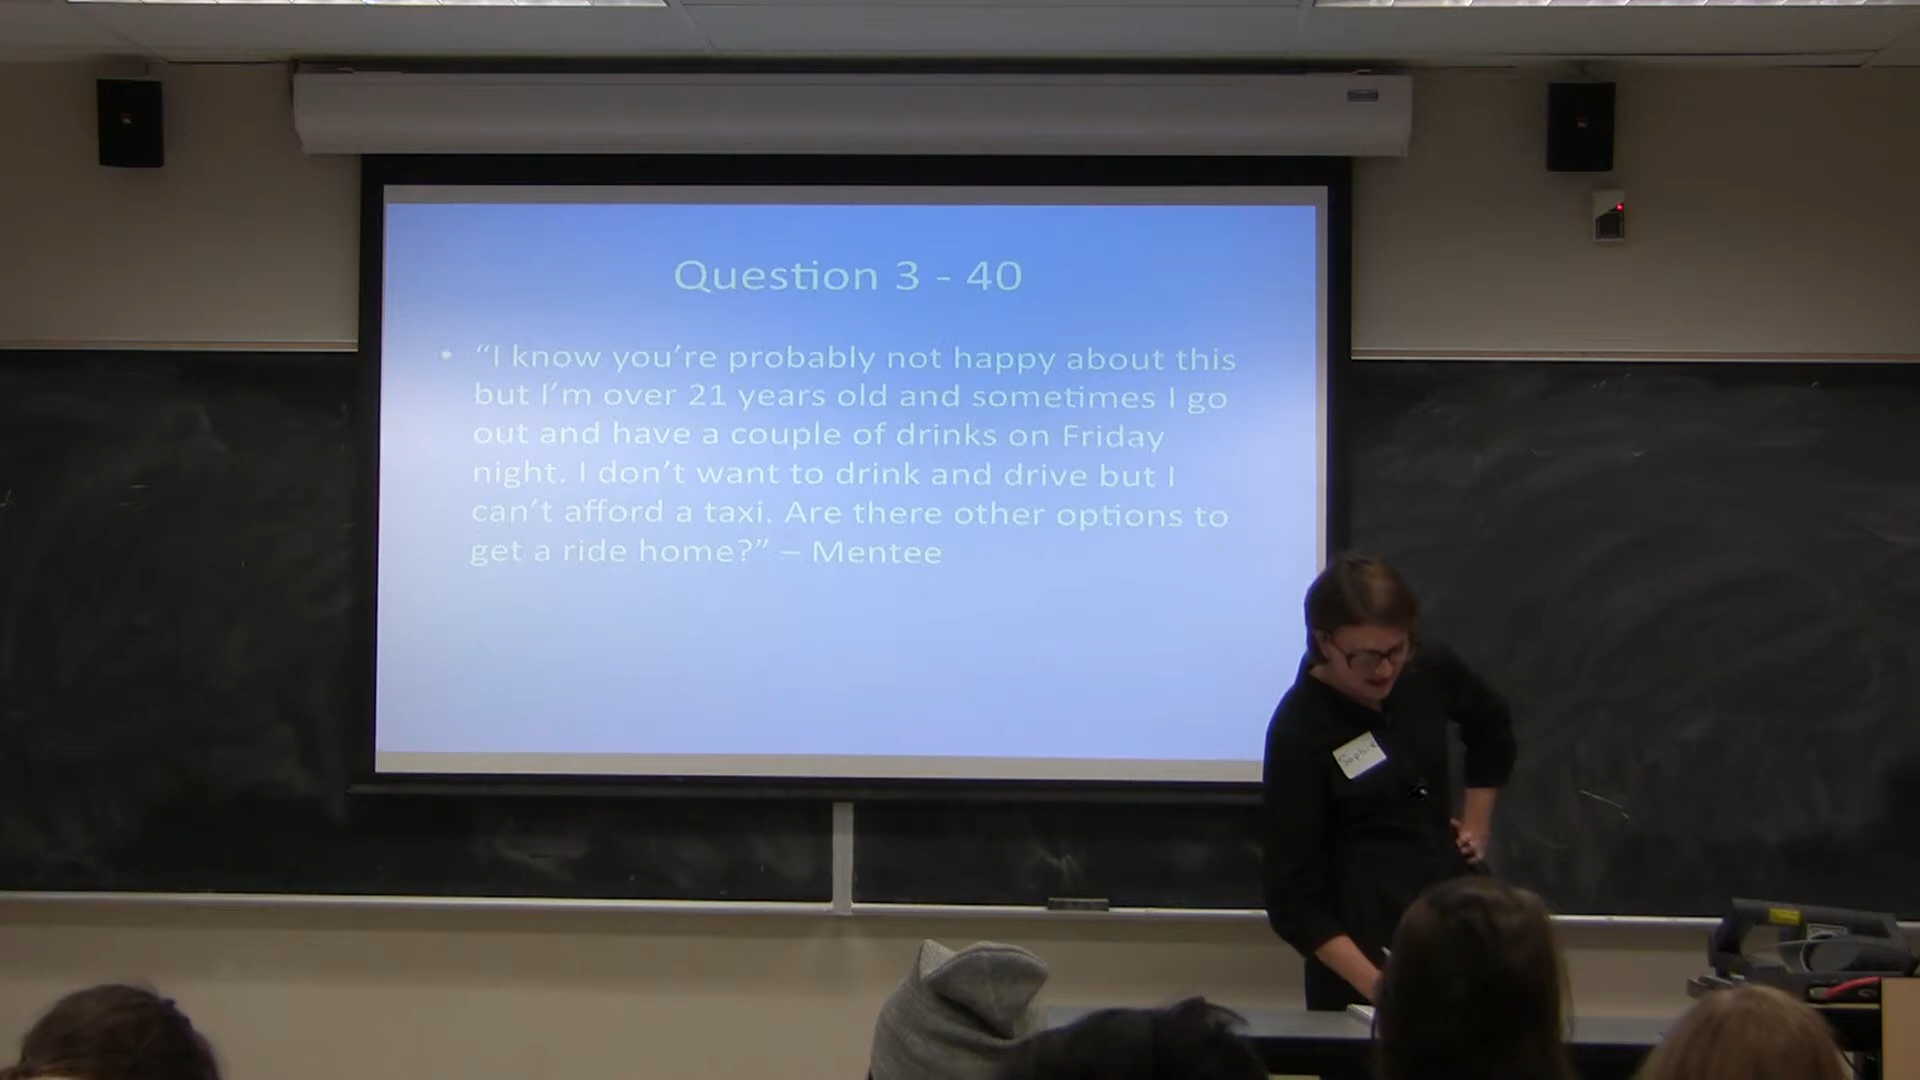 Question 3 - 40
• “I know you’re probably not happy about this
but I’m over 21 years old and sometimes I go
out and have a couple of drinks on Friday
night. I don’t want to drink and drive but I
can’t afford a taxi. Are there other options to
get a ride home?” – Mentee
Sophie